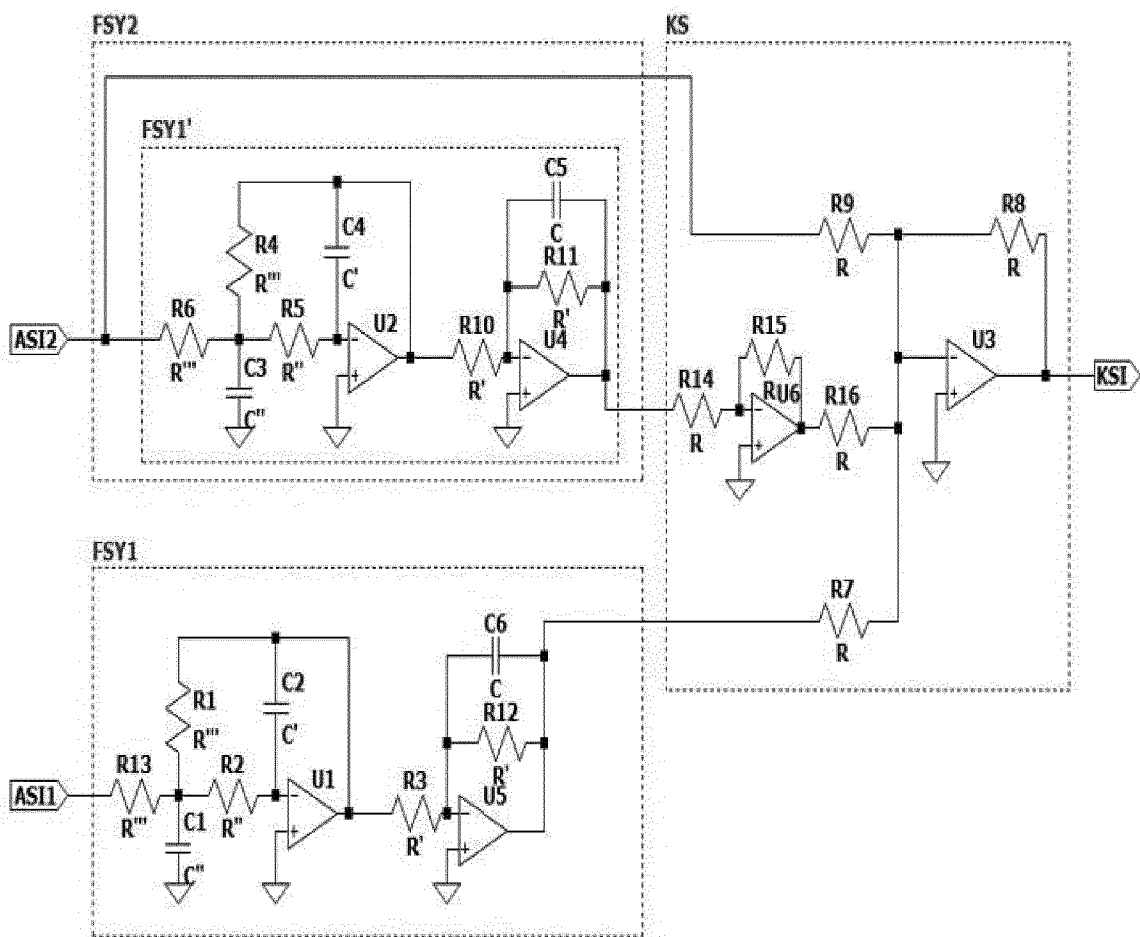 FSY2
KS
FSY1'
C5
C4
C
R9
R8
R4
C'
R11
R
R
R'''
R6
R5
U2
R10
R'
U4
R15
U3
ASI2
R'''
C3
R''
R'
R14
R
U6
R16
KSI
C''
R
R
FSY1
R7
C6
R
R1
C2
C
R'''
C'
R12
R13
R2
U1
R3
R'
U5
ASI1
R'''
C1
R''
R'
C''